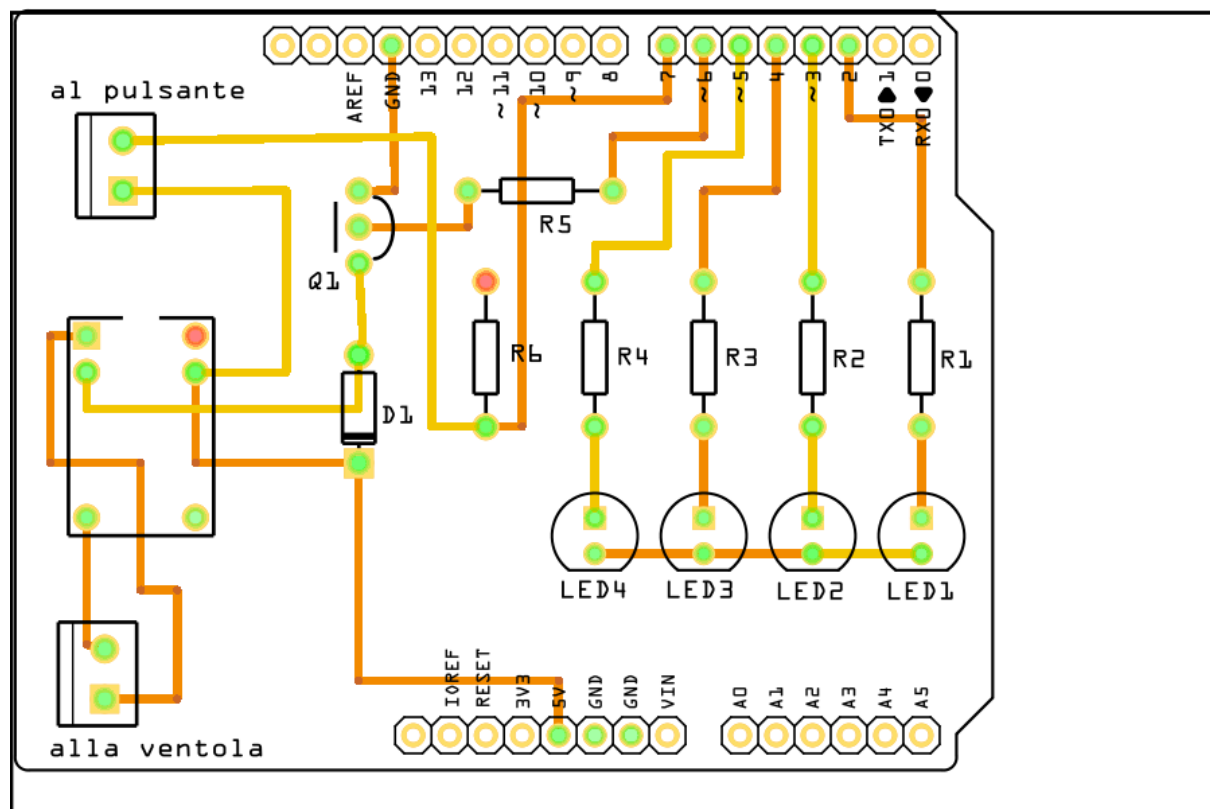 AREF
GND
13
12
~11
~10
~9
8
7
~6
~5
4
~3
2
TX0 1
RX0 0
al pulsante
R5
Q1
R6
R4
R3
R2
R1
D1
LED4
LED3
LED2
LED1
IOREF
RESET
3V3
5V
GND
GND
VIN
A0
A1
A2
A3
A4
A5
alla ventola